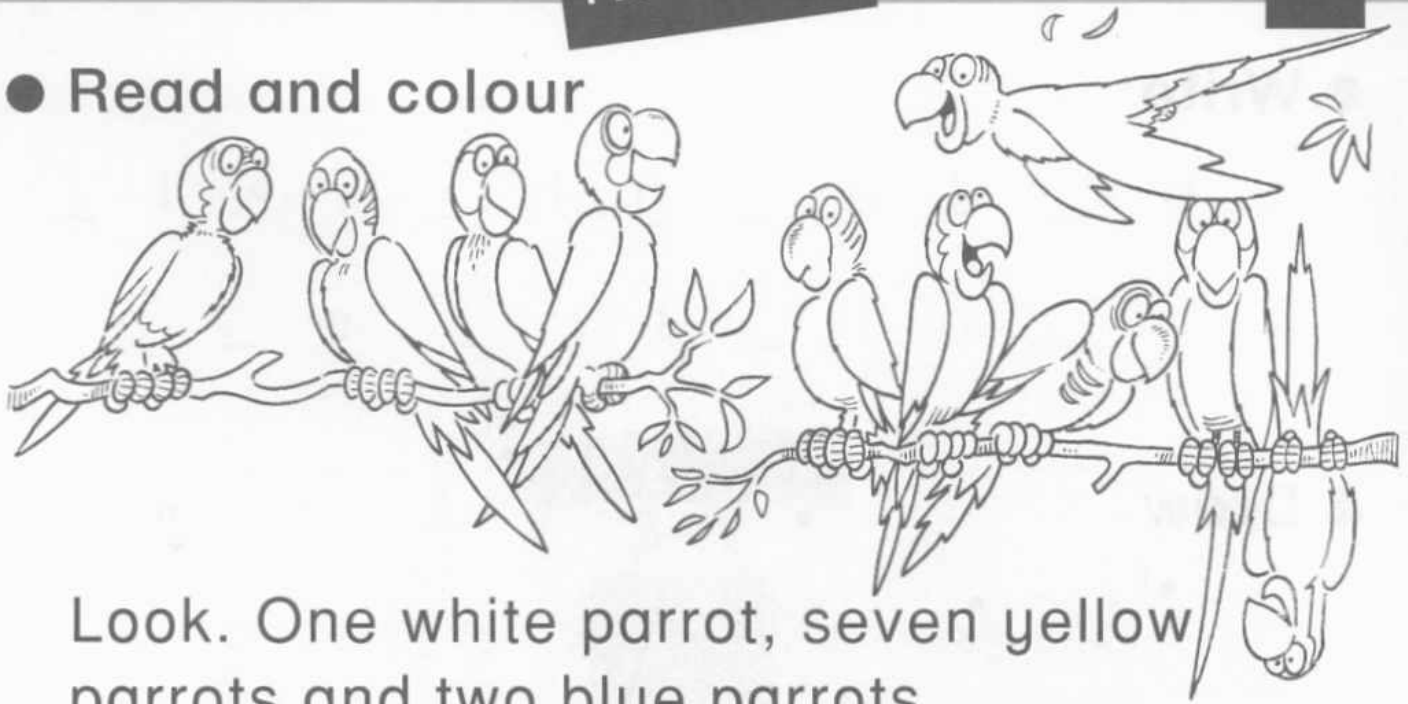 ● Read and colour
Look. One white parrot, seven yellow
parrots and two blue parrots